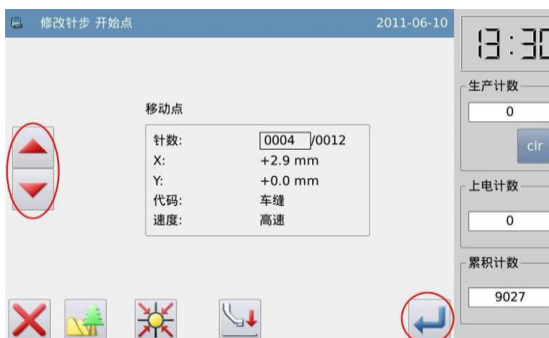 修改针步 开始点
2011-06-10
移动点
针数: 0004 /0012
X: +2.9 mm
Y: +0.0 mm
代码: 车缝
速度: 高速
生产计数
0
clr
上电计数
0
累积计数
9027